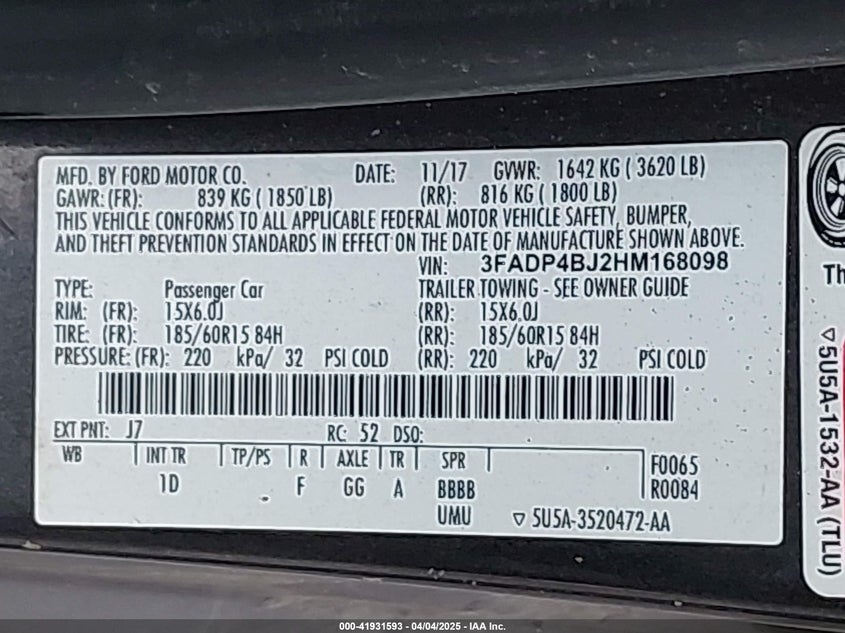 MFD. BY FORD MOTOR CO. DATE: 11/17 GVWR: 1642 KG ( 3620 LB)
GAWR: (FR): 839 KG ( 1850 LB) (RR): 816 KG ( 1800 LB)
THIS VEHICLE CONFORMS TO ALL APPLICABLE FEDERAL MOTOR VEHICLE SAFETY, BUMPER,
AND THEFT PREVENTION STANDARDS IN EFFECT ON THE DATE OF MANUFACTURE SHOWN ABOVE.
VIN: 3FADP4BJ2HM168098
TYPE: Passenger Car TRAILER TOWING - SEE OWNER GUIDE
RIM: (FR): 15X6.0J (RR): 15X6.0J
TIRE: (FR): 185/60R15 84H (RR): 185/60R15 84H
PRESSURE: (FR): 220 kPa/ 32 PSI COLD (RR): 220 kPa/ 32 PSI COLD
EXT PNT: J7 RC: 52 DSO:
WB INT TR TP/PS R AXLE TR SPR F0065
1D F GG A BBBB R0084
UMU 5U5A-3520472-AA
Th
5U5A-1532-AA (TLU)
000-41931593 - 04/04/2025 - IAA Inc.